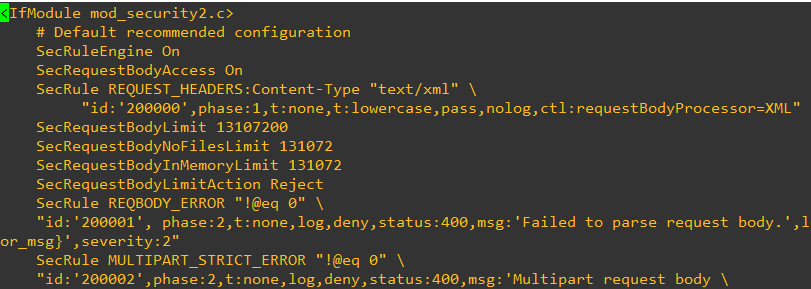 <IfModule mod_security2.c>
    # Default recommended configuration
    SecRuleEngine On
    SecRequestBodyAccess On
    SecRule REQUEST_HEADERS:Content-Type "text/xml" \
         "id:'200000',phase:1,t:none,t:lowercase,pass,nolog,ctl:requestBodyProcessor=XML"
    SecRequestBodyLimit 13107200
    SecRequestBodyNoFilesLimit 131072
    SecRequestBodyInMemoryLimit 131072
    SecRequestBodyLimitAction Reject
    SecRule REQBODY_ERROR "!@eq 0" \
    "id:'200001', phase:2,t:none,log,deny,status:400,msg:'Failed to parse request body.',l
or_msg}',severity:2"
    SecRule MULTIPART_STRICT_ERROR "!@eq 0" \
    "id:'200002',phase:2,t:none,log,deny,status:400,msg:'Multipart request body \